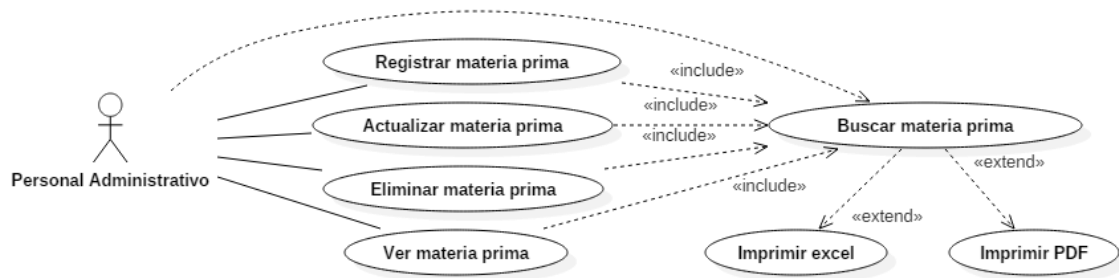 Registrar materia prima
«include»
Actualizar materia prima
«include»
Buscar materia prima
«include»
Personal Administrativo
Eliminar materia prima
«include»
«extend»
«extend»
Ver materia prima
Imprimir excel
Imprimir PDF